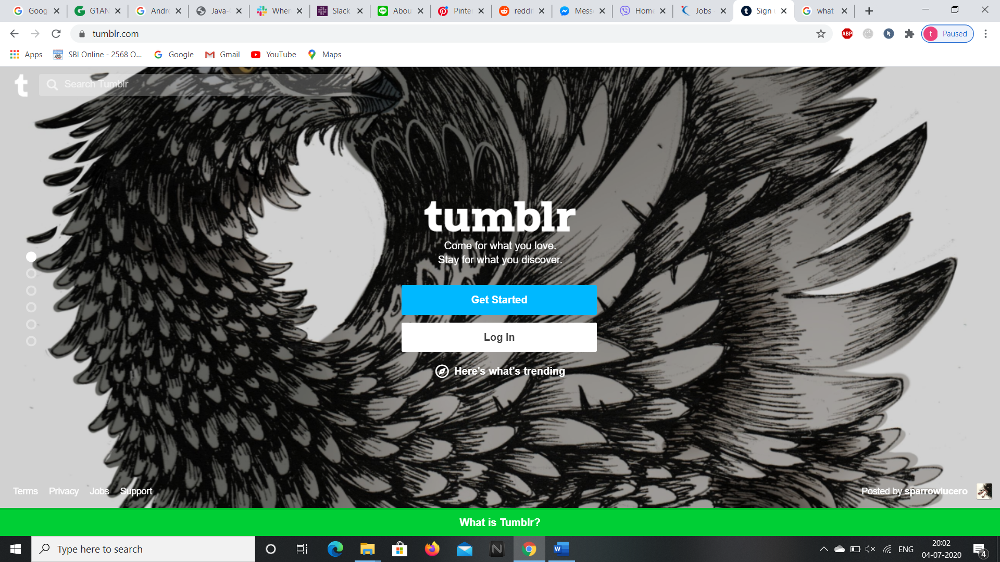 Goog
G1AN
Andr
Java-
Wher
Slack
Abou
Pinte
reddi
Mess
Home
Jobs
Sign
what
tumblr.com
ABP
t Paused
Apps
SBI Online - 2568 O...
Google
Gmail
YouTube
Maps
t
Search Tumblr
tumblr
Come for what you love.
Stay for what you discover.
Get Started
Log In
Here's what's trending
Terms Privacy Jobs Support
Posted by sparrowlucero
What is Tumblr?
Type here to search
ENG
20:02
04-07-2020
4